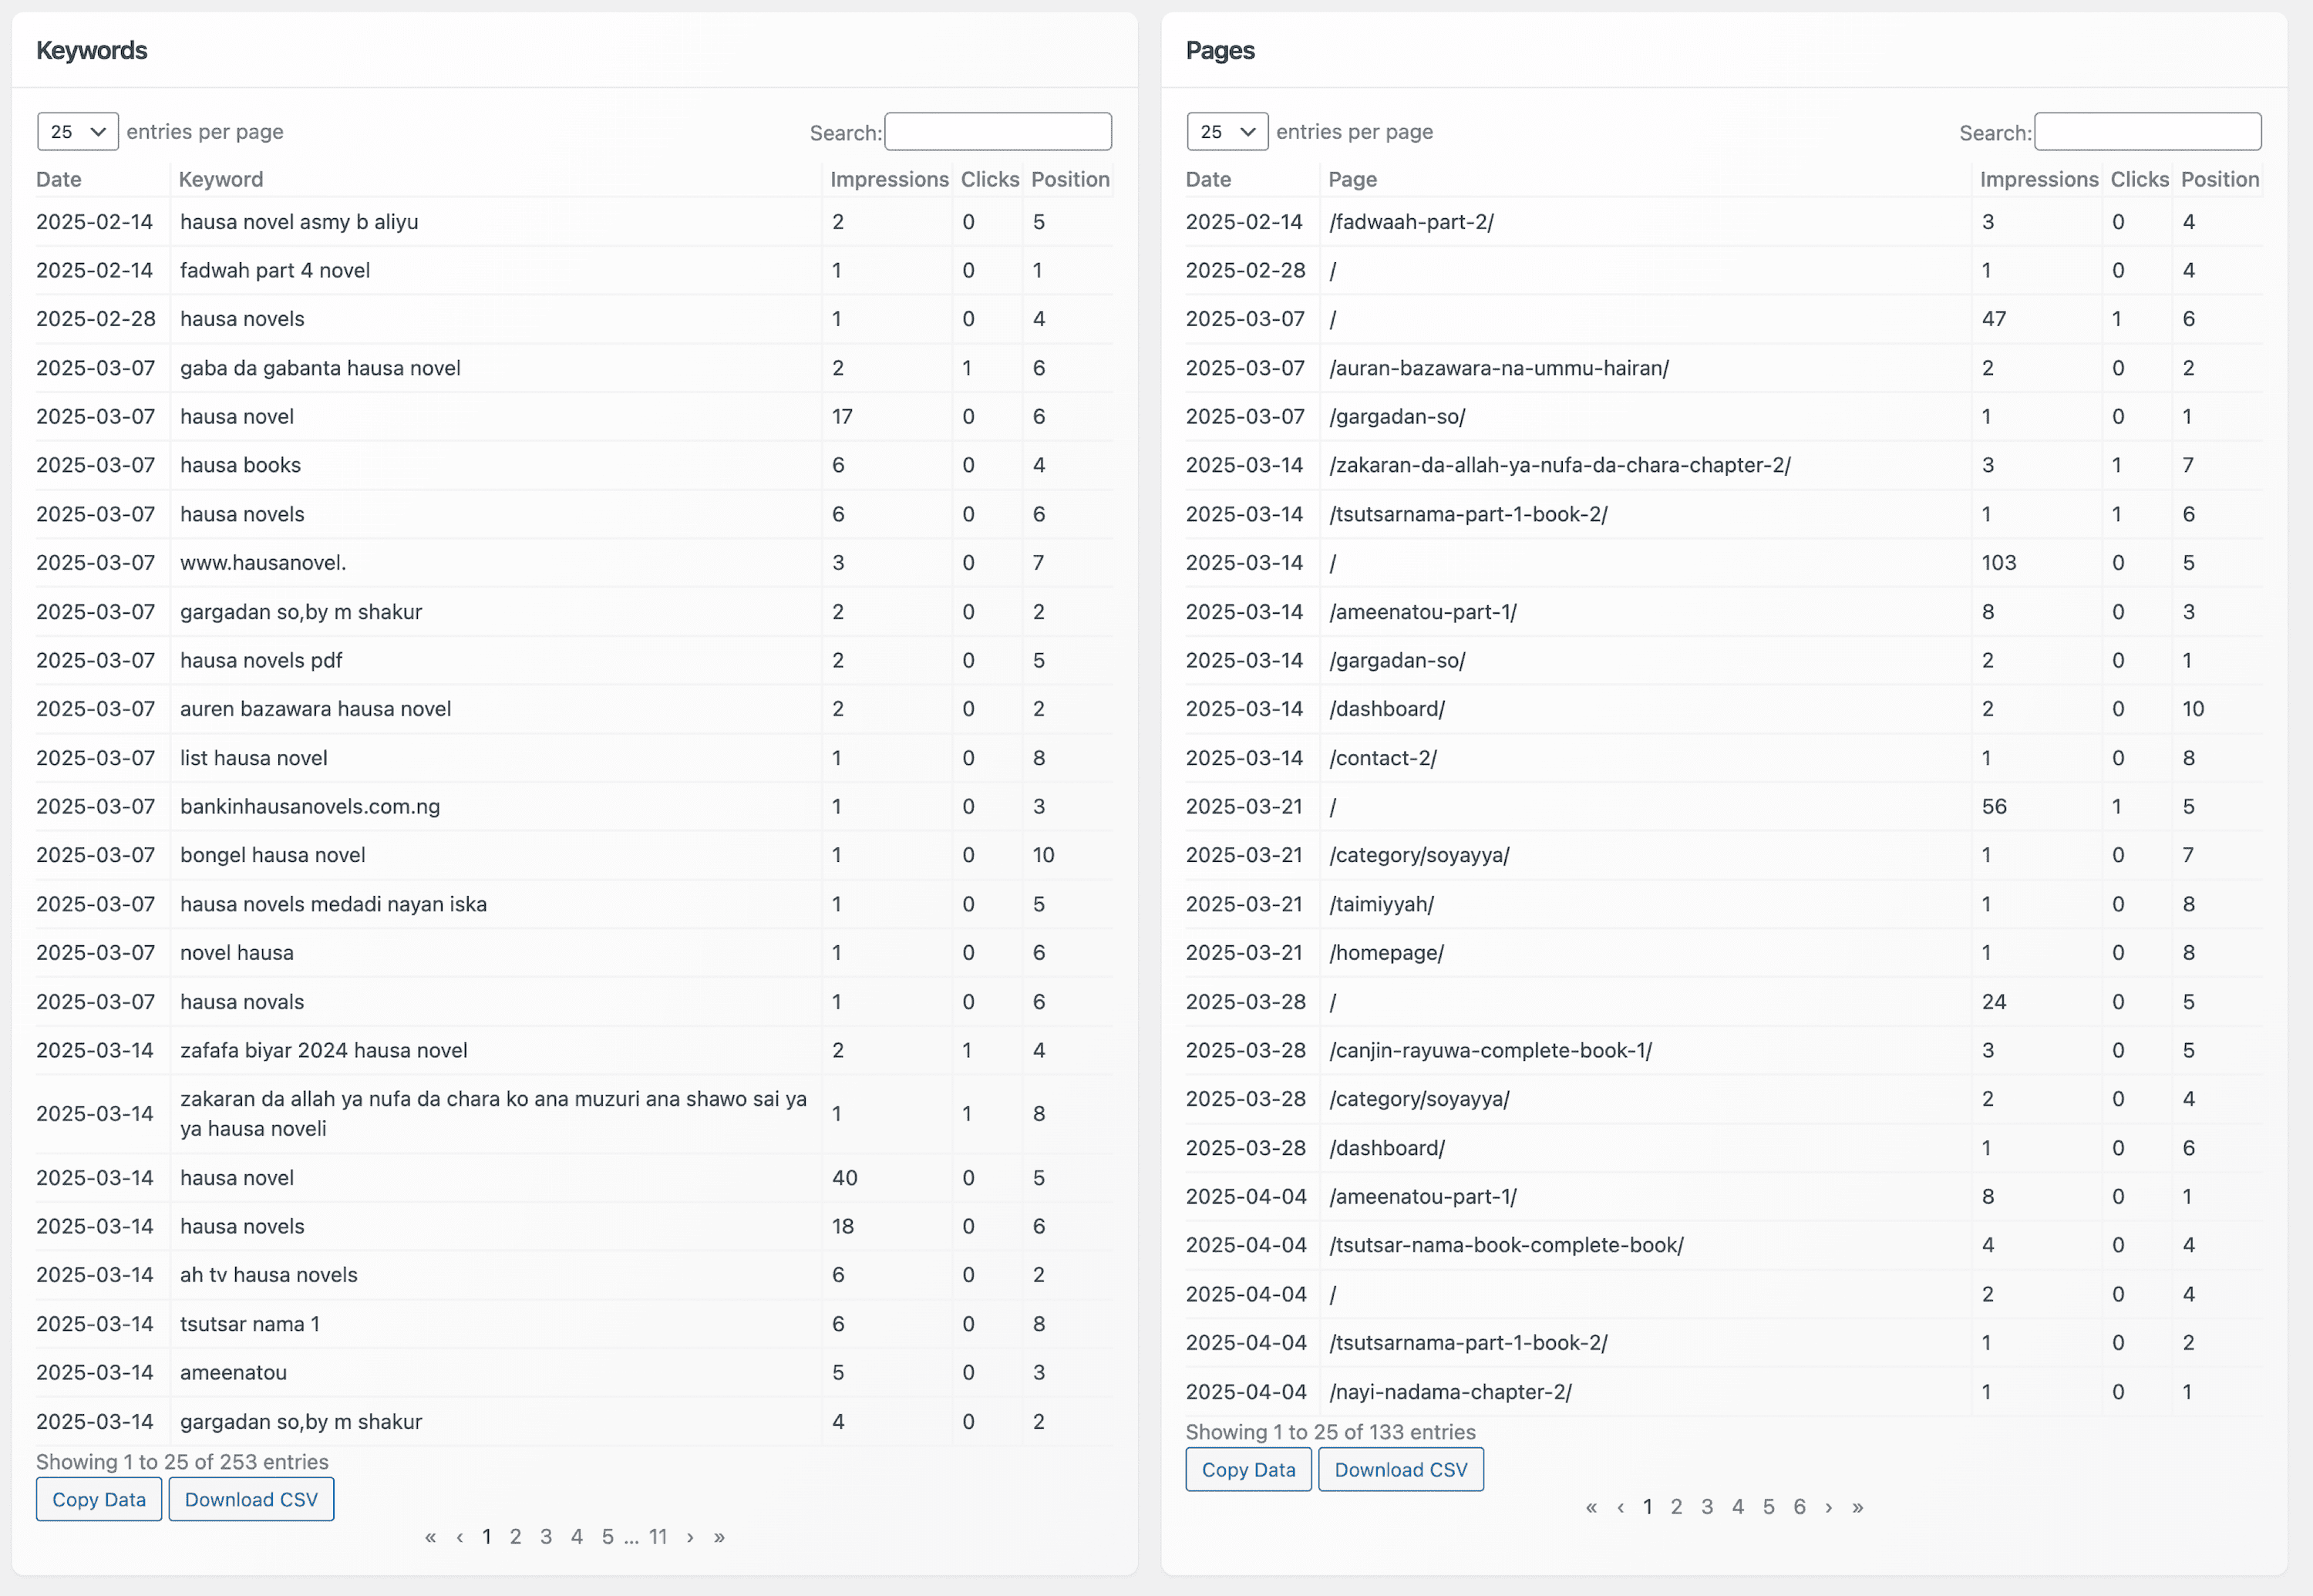 Keywords
25 entries per page Search:
Date Keyword Impressions Clicks Position
2025-02-14 hausa novel asmy b aliyu 2 0 5
2025-02-14 fadwah part 4 novel 1 0 1
2025-02-28 hausa novels 1 0 4
2025-03-07 gaba da gabanta hausa novel 2 1 6
2025-03-07 hausa novel 17 0 6
2025-03-07 hausa books 6 0 4
2025-03-07 hausa novels 6 0 6
2025-03-07 www.hausanovel. 3 0 7
2025-03-07 gargadan so,by m shakur 2 0 2
2025-03-07 hausa novels pdf 2 0 5
2025-03-07 auren bazawara hausa novel 2 0 2
2025-03-07 list hausa novel 1 0 8
2025-03-07 bankinhausanovels.com.ng 1 0 3
2025-03-07 bongel hausa novel 1 0 10
2025-03-07 hausa novels medadi nayan iska 1 0 5
2025-03-07 novel hausa 1 0 6
2025-03-07 hausa novals 1 0 6
2025-03-14 zafafa biyar 2024 hausa novel 2 1 4
2025-03-14 zakaran da allah ya nufa da chara ko ana muzuri ana shawo sai ya 1 1 8
ya hausa noveli
2025-03-14 hausa novel 40 0 5
2025-03-14 hausa novels 18 0 6
2025-03-14 ah tv hausa novels 6 0 2
2025-03-14 tsutsar nama 1 6 0 8
2025-03-14 ameenatou 5 0 3
2025-03-14 gargadan so,by m shakur 4 0 2
Showing 1 to 25 of 253 entries
Copy Data Download CSV
« ‹ 1 2 3 4 5 ... 11 › »
Pages
25 entries per page Search:
Date Page Impressions Clicks Position
2025-02-14 /fadwaah-part-2/ 3 0 4
2025-02-28 / 1 0 4
2025-03-07 / 47 1 6
2025-03-07 /auran-bazawara-na-ummu-hairan/ 2 0 2
2025-03-07 /gargadan-so/ 1 0 1
2025-03-14 /zakaran-da-allah-ya-nufa-da-chara-chapter-2/ 3 1 7
2025-03-14 /tsutsarnama-part-1-book-2/ 1 1 6
2025-03-14 / 103 0 5
2025-03-14 /ameenatou-part-1/ 8 0 3
2025-03-14 /gargadan-so/ 2 0 1
2025-03-14 /dashboard/ 2 0 10
2025-03-14 /contact-2/ 1 0 8
2025-03-21 / 56 1 5
2025-03-21 /category/soyayya/ 1 0 7
2025-03-21 /taimiyyah/ 1 0 8
2025-03-21 /homepage/ 1 0 8
2025-03-28 / 24 0 5
2025-03-28 /canjin-rayuwa-complete-book-1/ 3 0 5
2025-03-28 /category/soyayya/ 2 0 4
2025-03-28 /dashboard/ 1 0 6
2025-04-04 /ameenatou-part-1/ 8 0 1
2025-04-04 /tsutsar-nama-book-complete-book/ 4 0 4
2025-04-04 / 2 0 4
2025-04-04 /tsutsarnama-part-1-book-2/ 1 0 2
2025-04-04 /nayi-nadama-chapter-2/ 1 0 1
Showing 1 to 25 of 133 entries
Copy Data Download CSV
« ‹ 1 2 3 4 5 6 › »